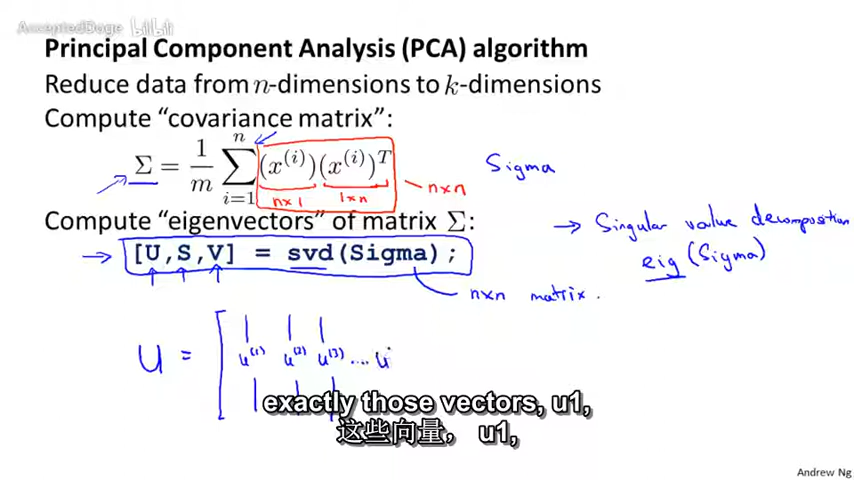 AcceptedDoge bilibili
Principal Component Analysis (PCA) algorithm
Reduce data from n-dimensions to k-dimensions
Compute “covariance matrix”:
Σ = 1/m ∑_{i=1}^{n} (x^{(i)})(x^{(i)})^T
n×1 1×n
n×n
Sigma
Compute “eigenvectors” of matrix Σ:
→ Singular value decomposition
→ [U,S,V] = svd(Sigma);
eig(Sigma)
n×n matrix.
U = [ u^{(1)} u^{(2)} u^{(3)} .... u
exactly those vectors, u1,
这些向量， u1,
Andrew Ng